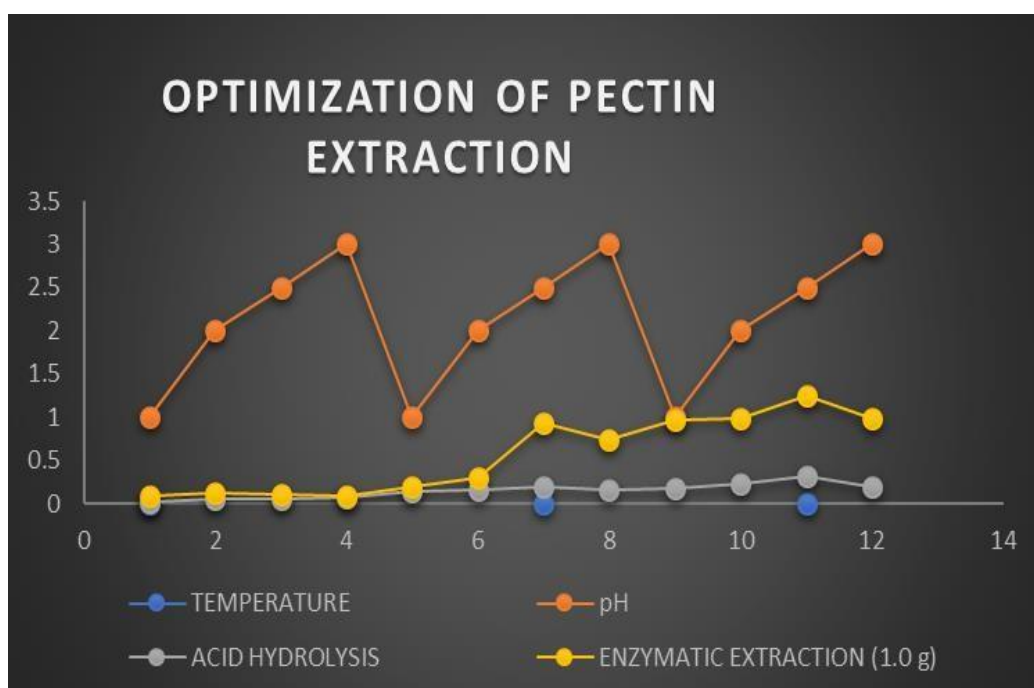 OPTIMIZATION OF PECTIN
EXTRACTION
3.5
3
2.5
2
1.5
1
0.5
0
0 2 4 6 8 10 12 14
TEMPERATURE pH
ACID HYDROLYSIS ENZYMATIC EXTRACTION (1.0 g)